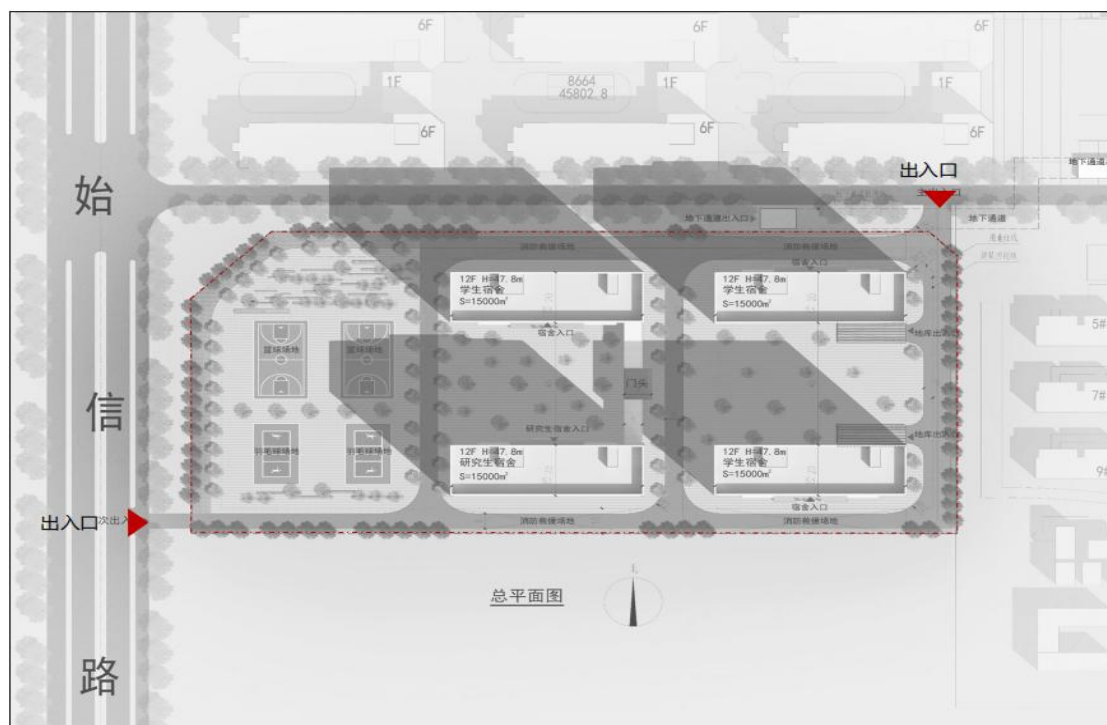 6F
6F
6F
1F
8664
45802.8
1F
6F
6F
6F
出入口
始
地下通道出入口
地下通道
消防救援场地
消防救援场地
宿舍入口
12F H=47.8m
学生宿舍
S=15000㎡
12F H=47.8m
学生宿舍
S=15000㎡
宿舍入口
地库出入口
篮球场地
篮球场地
5#
门头
7#
信
研究生宿舍入口
地库出入口
羽毛球场地
羽毛球场地
12F H=47.8m
研究生宿舍
S=15000㎡
12F H=47.8m
学生宿舍
S=15000㎡
9#
宿舍入口
出入口
次出入
消防救援场地
消防救援场地
总平面图
路